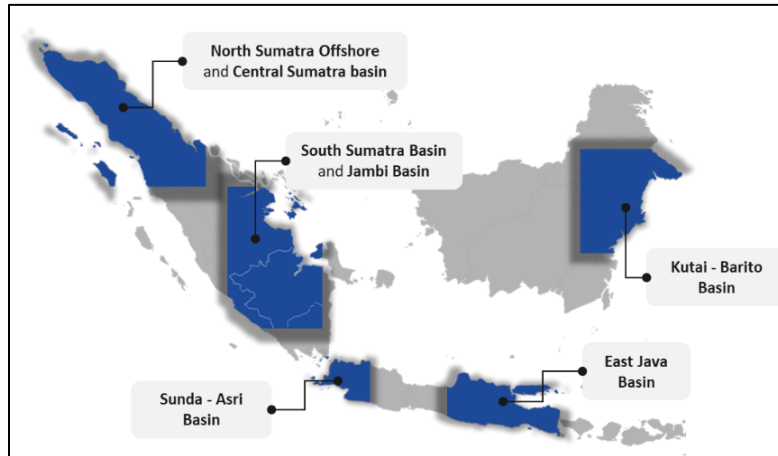 North Sumatra Offshore
and Central Sumatra basin
South Sumatra Basin
and Jambi Basin
Kutai - Barito
Basin
East Java
Basin
Sunda - Asri
Basin